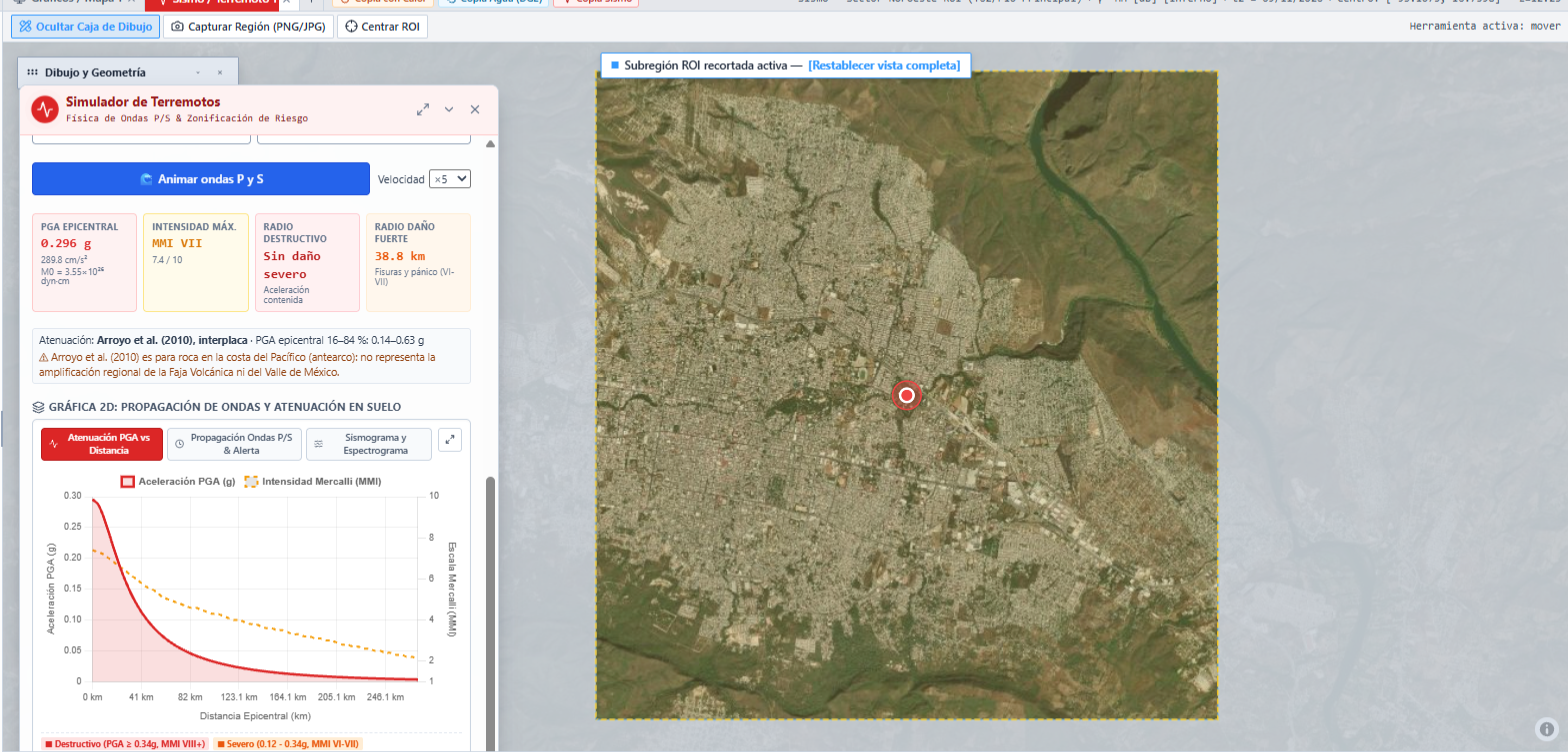 Ocultar Caja de Dibujo
Capturar Región (PNG/JPG)
Centrar ROI
Herramienta activa: mover
Dibujo y Geometría
Subregión ROI recortada activa — [Restablecer vista completa]
Simulador de Terremotos
Física de Ondas P/S & Zonificación de Riesgo
Animar ondas P y S
Velocidad ×5
PGA EPICENTRAL
0.296 g
289.8 cm/s²
M0 = 3.55×10²⁶
dyn·cm
INTENSIDAD MÁX.
MMI VII
7.4 / 10
RADIO
DESTRUCTIVO
Sin daño
severo
Aceleración
contenida
RADIO DAÑO
FUERTE
38.8 km
Fisuras y pánico (VI-
VII)
Atenuación: Arroyo et al. (2010), interplaca · PGA epicentral 16–84 %: 0.14–0.63 g
⚠ Arroyo et al. (2010) es para roca en la costa del Pacífico (antearco): no representa la
amplificación regional de la Faja Volcánica ni del Valle de México.
GRÁFICA 2D: PROPAGACIÓN DE ONDAS Y ATENUACIÓN EN SUELO
Atenuación PGA vs
Distancia
Propagación Ondas P/S
& Alerta
Sismograma y
Espectrograma
Aceleración PGA (g)
Intensidad Mercalli (MMI)
0.30
0.25
0.20
0.15
0.10
0.05
0
Aceleración PGA (g)
10
8
6
4
2
1
Escala Mercalli (MMI)
0 km
41 km
82 km
123.1 km
164.1 km
205.1 km
246.1 km
Distancia Epicentral (km)
Destructivo (PGA ≥ 0.34g, MMI VIII+)
Severo (0.12 - 0.34g, MMI VI-VII)